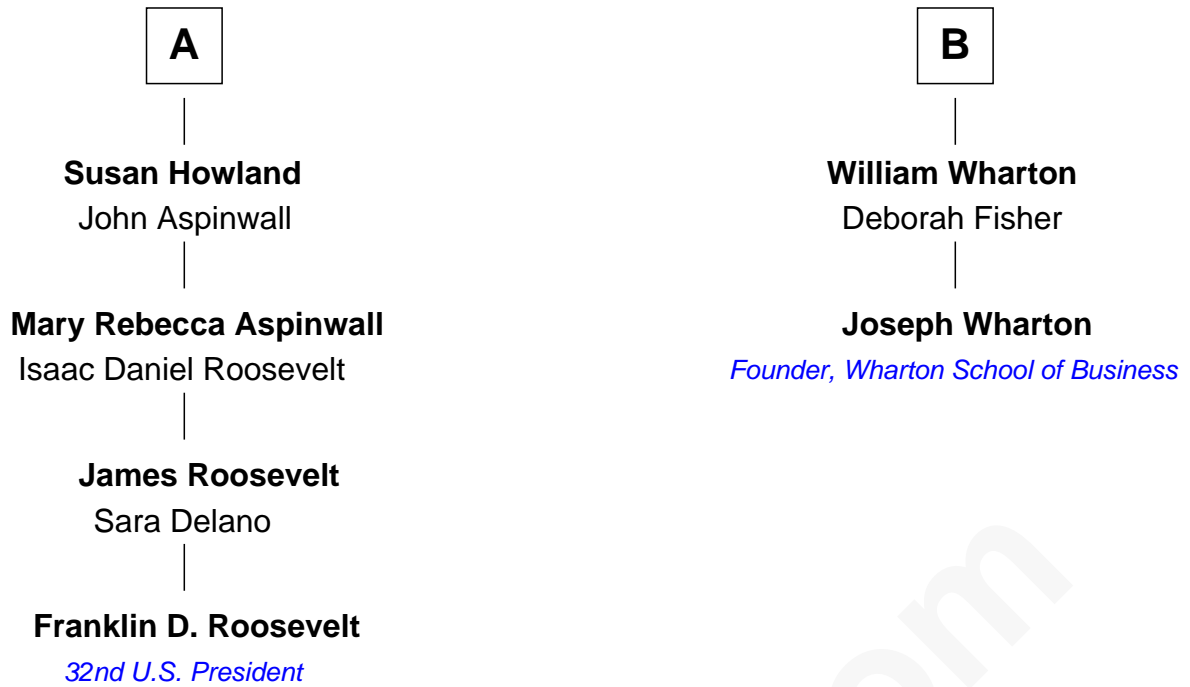 A
Susan Howland
John Aspinwall
Mary Rebecca Aspinwall
Isaac Daniel Roosevelt
James Roosevelt
Sara Delano
Franklin D. Roosevelt
32nd U.S. President
B
William Wharton
Deborah Fisher
Joseph Wharton
Founder, Wharton School of Business
om